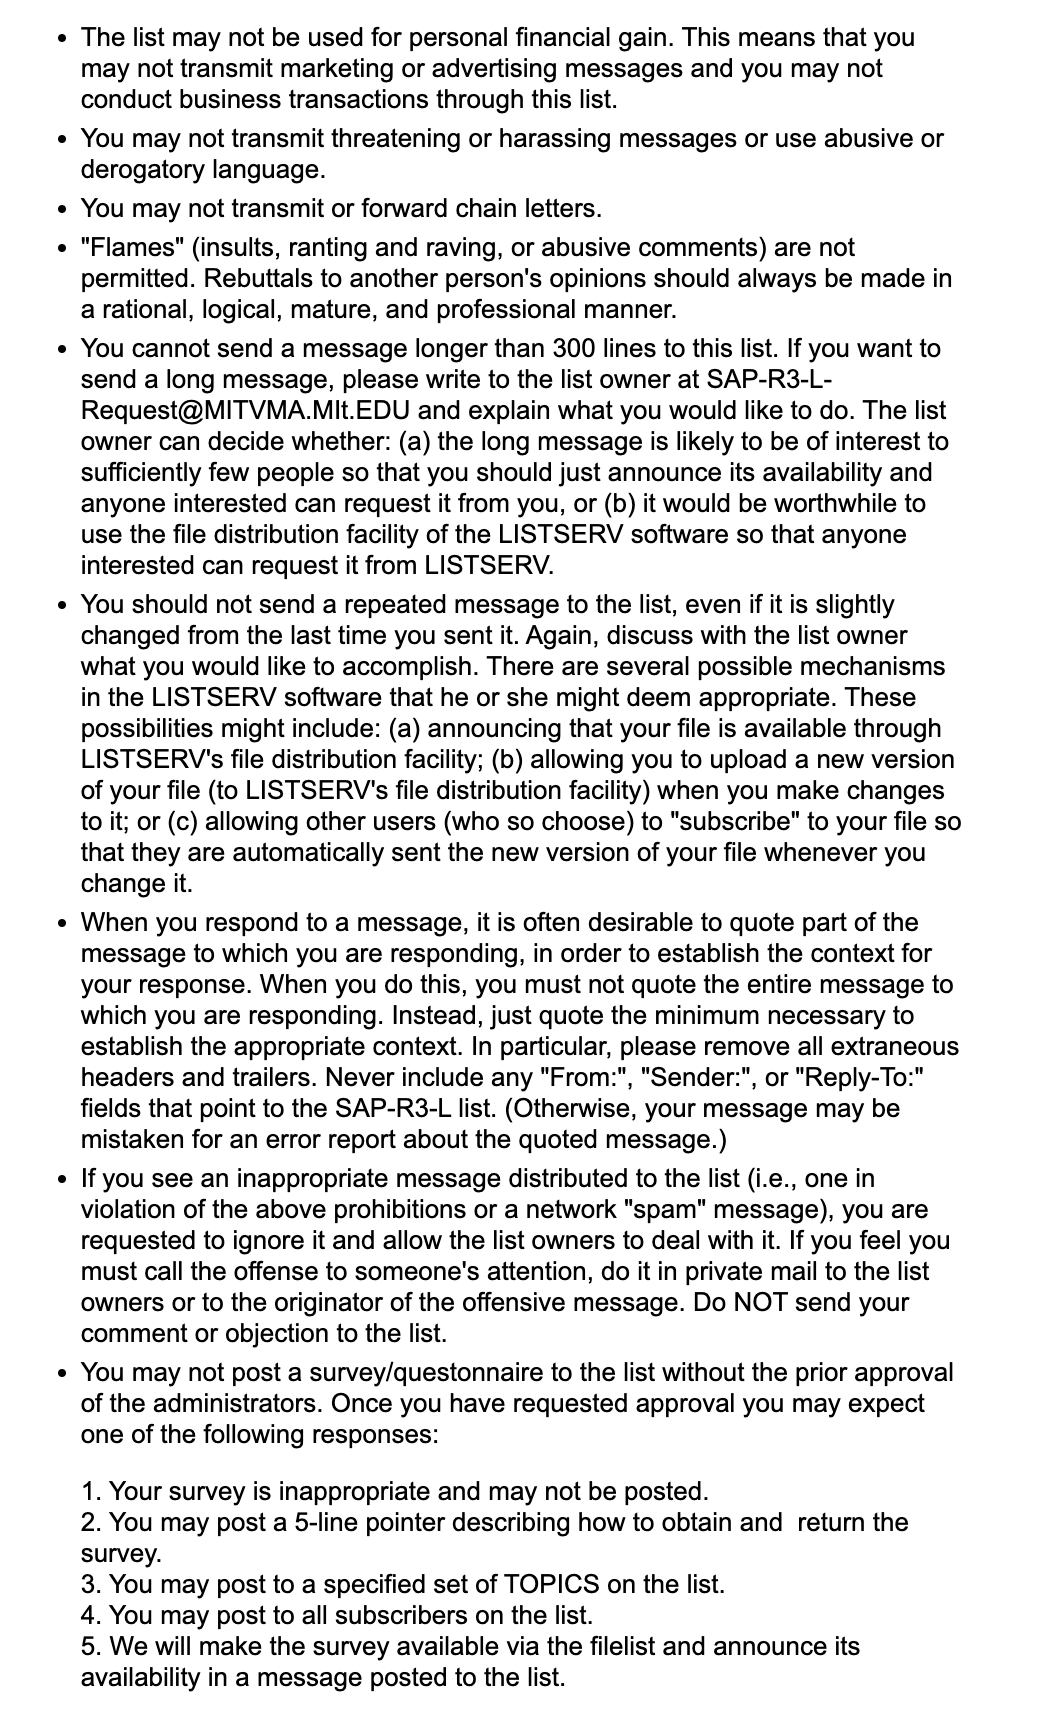 • The list may not be used for personal financial gain. This means that you
may not transmit marketing or advertising messages and you may not
conduct business transactions through this list.
• You may not transmit threatening or harassing messages or use abusive or
derogatory language.
• You may not transmit or forward chain letters.
• "Flames" (insults, ranting and raving, or abusive comments) are not
permitted. Rebuttals to another person's opinions should always be made in
a rational, logical, mature, and professional manner.
• You cannot send a message longer than 300 lines to this list. If you want to
send a long message, please write to the list owner at SAP-R3-L-
Request@MITVMA.MIt.EDU and explain what you would like to do. The list
owner can decide whether: (a) the long message is likely to be of interest to
sufficiently few people so that you should just announce its availability and
anyone interested can request it from you, or (b) it would be worthwhile to
use the file distribution facility of the LISTSERV software so that anyone
interested can request it from LISTSERV.
• You should not send a repeated message to the list, even if it is slightly
changed from the last time you sent it. Again, discuss with the list owner
what you would like to accomplish. There are several possible mechanisms
in the LISTSERV software that he or she might deem appropriate. These
possibilities might include: (a) announcing that your file is available through
LISTSERV's file distribution facility; (b) allowing you to upload a new version
of your file (to LISTSERV's file distribution facility) when you make changes
to it; or (c) allowing other users (who so choose) to "subscribe" to your file so
that they are automatically sent the new version of your file whenever you
change it.
• When you respond to a message, it is often desirable to quote part of the
message to which you are responding, in order to establish the context for
your response. When you do this, you must not quote the entire message to
which you are responding. Instead, just quote the minimum necessary to
establish the appropriate context. In particular, please remove all extraneous
headers and trailers. Never include any "From:", "Sender:", or "Reply-To:"
fields that point to the SAP-R3-L list. (Otherwise, your message may be
mistaken for an error report about the quoted message.)
• If you see an inappropriate message distributed to the list (i.e., one in
violation of the above prohibitions or a network "spam" message), you are
requested to ignore it and allow the list owners to deal with it. If you feel you
must call the offense to someone's attention, do it in private mail to the list
owners or to the originator of the offensive message. Do NOT send your
comment or objection to the list.
• You may not post a survey/questonnaire to the list without the prior approval
of the administrators. Once you have requested approval you may expect
one of the following responses:
1. Your survey is inappropriate and may not be posted.
2. You may post a 5-line pointer describing how to obtain and  return the
survey.
3. You may post to a specified set of TOPICS on the list.
4. You may post to all subscribers on the list.
5. We will make the survey available via the filelist and announce its
availability in a message posted to the list.